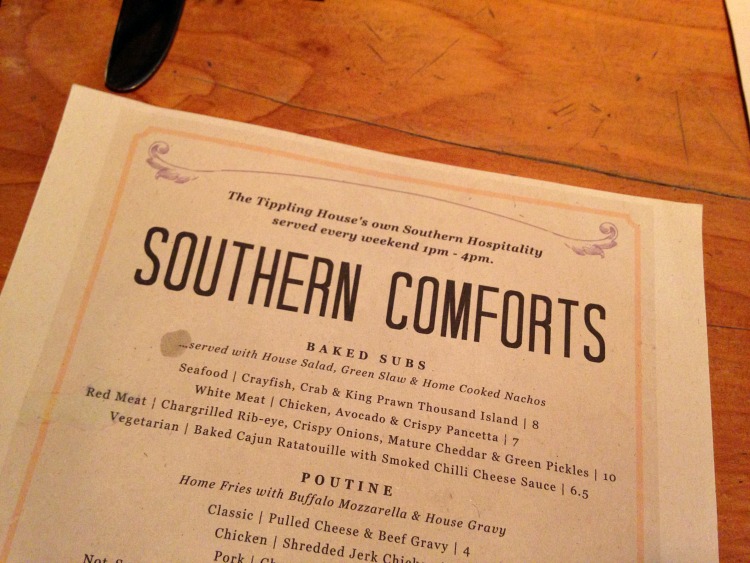 The Tippling House's own Southern Hospitality
served every weekend 1pm - 4pm.
SOUTHERN COMFORTS
BAKED SUBS
...served with House Salad, Green Slaw & Home Cooked Nachos
Seafood | Crayfish, Crab & King Prawn Thousand Island | 8
White Meat | Chicken, Avocado & Crispy Pancetta | 7
Red Meat | Chargrilled Rib-eye, Crispy Onions, Mature Cheddar & Green Pickles | 10
Vegetarian | Baked Cajun Ratatouille with Smoked Chilli Cheese Sauce | 6.5
POUTINE
Home Fries with Buffalo Mozzarella & House Gravy
Classic | Pulled Cheese & Beef Gravy | 4
Chicken | Shredded Jerk
Pork |
Not